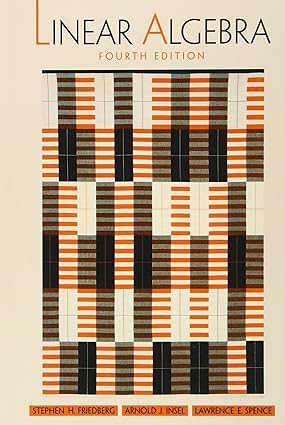 LINEAR ALGEBRA
FOURTH EDITION
STEPHEN H. FRIEDBERG ARNOLD J. INSEL LAWRENCE E. SPENCE